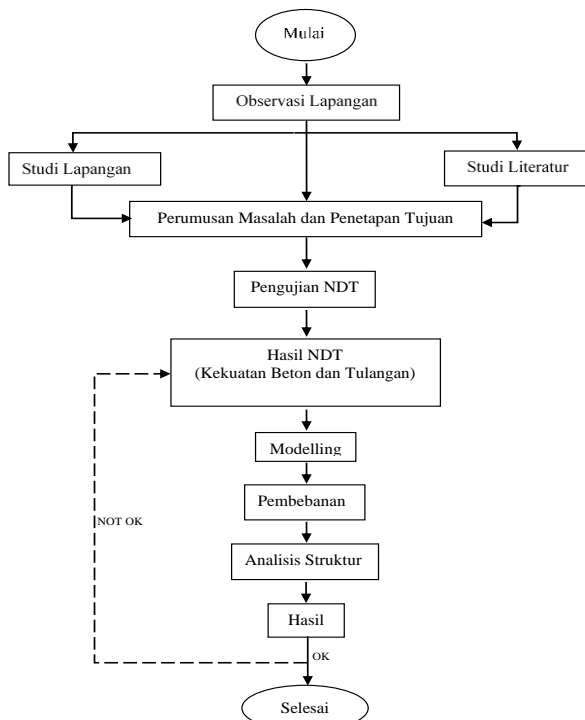 Mulai
Observasi Lapangan
Studi Lapangan
Studi Literatur
Perumusan Masalah dan Penetapan Tujuan
Pengujian NDT
Hasil NDT
(Kekuatan Beton dan Tulangan)
Modelling
Pembebanan
NOT OK
Analisis Struktur
Hasil
OK
Selesai